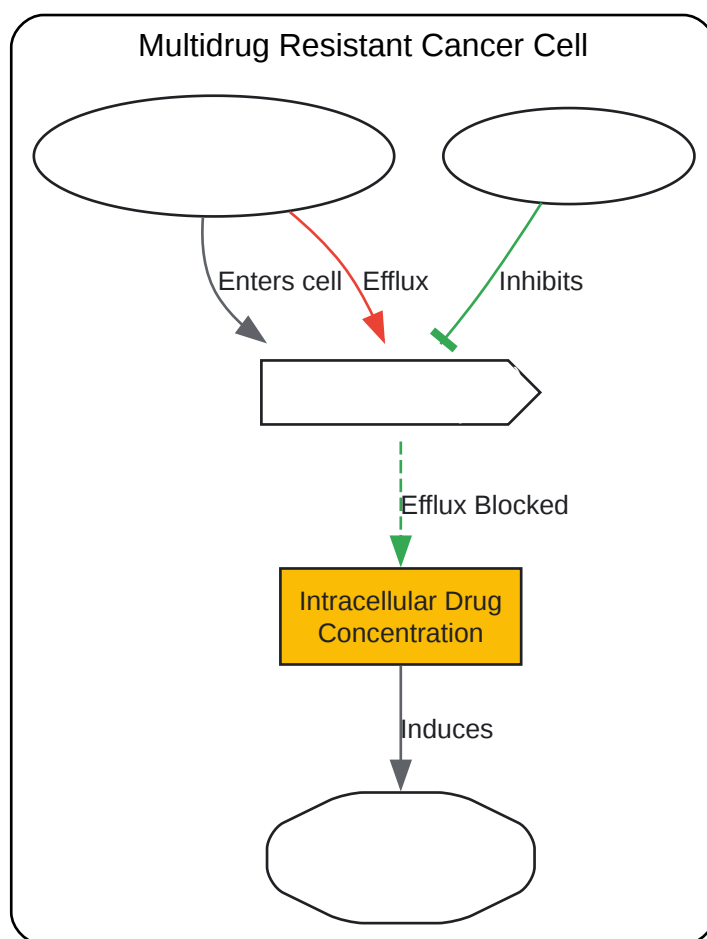 Multidrug Resistant Cancer Cell
Enters cell
Efflux
Inhibits
Efflux Blocked
Intracellular Drug
Concentration
Induces